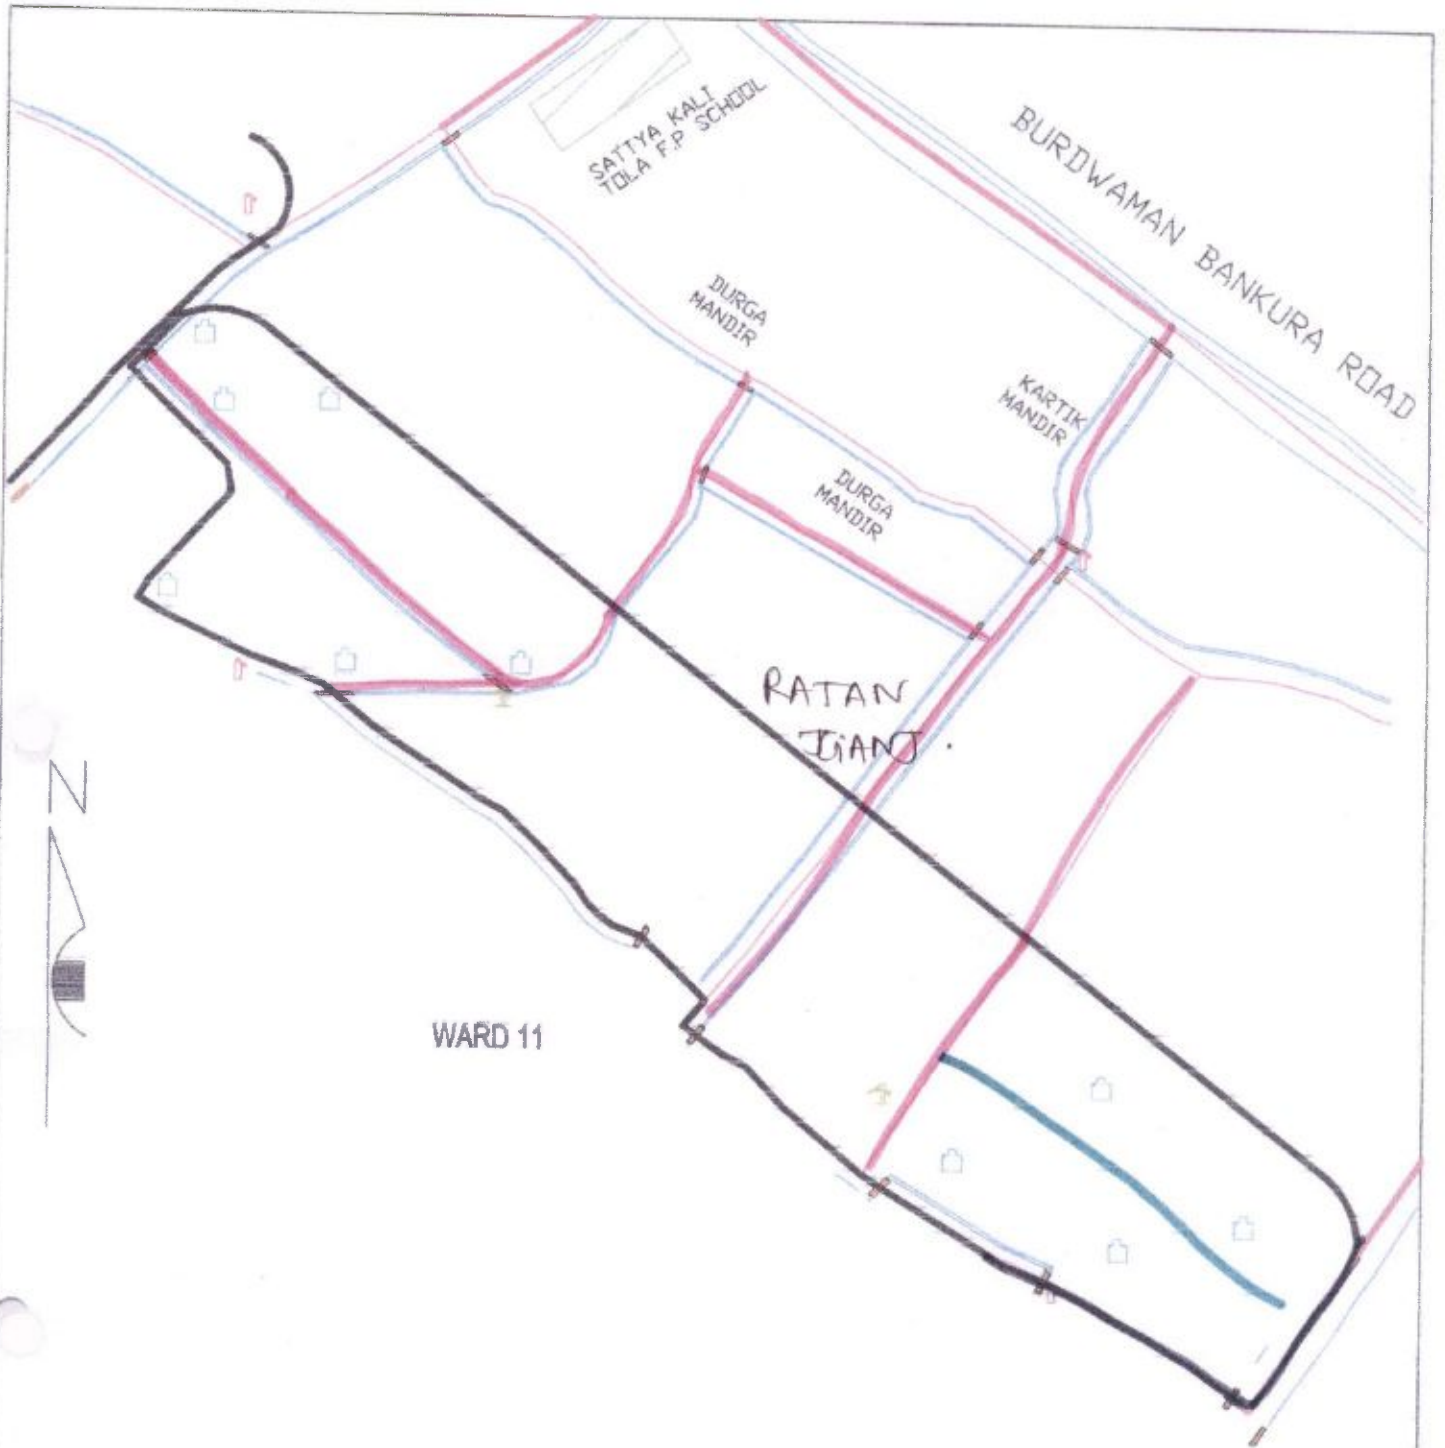 SATTYA KALI
TOLA F.P SCHOOL
BURDWAMAN BANKURA ROAD
DURGA
MANDIR
KARTIK
MANDIR
DURGA
MANDIR
RATAN
N
WARD 11